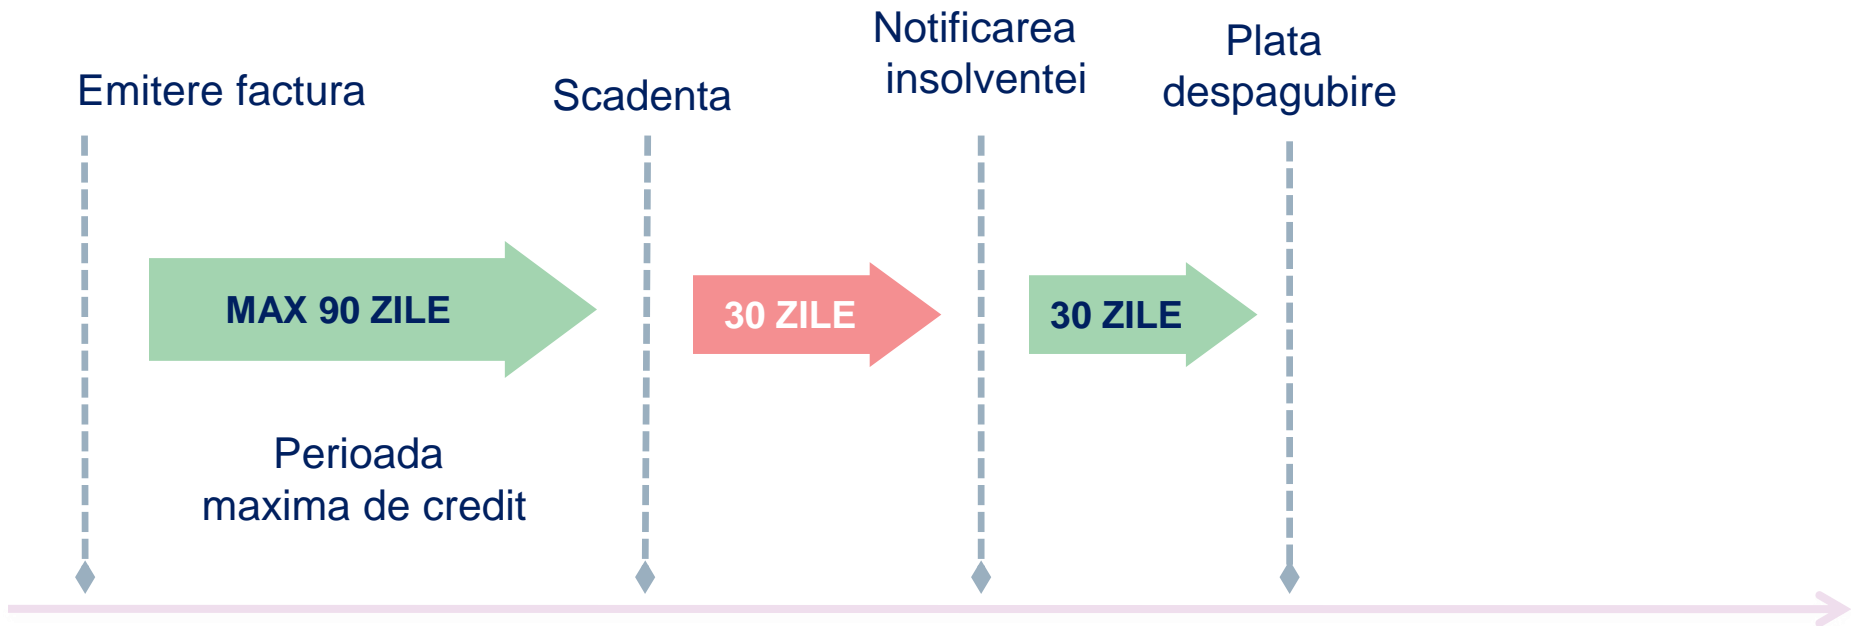 Emitere factura
Scadenta
Notificarea
insolventei
Plata
despagubire
MAX 90 ZILE
30 ZILE
30 ZILE
Perioada
maxima de credit